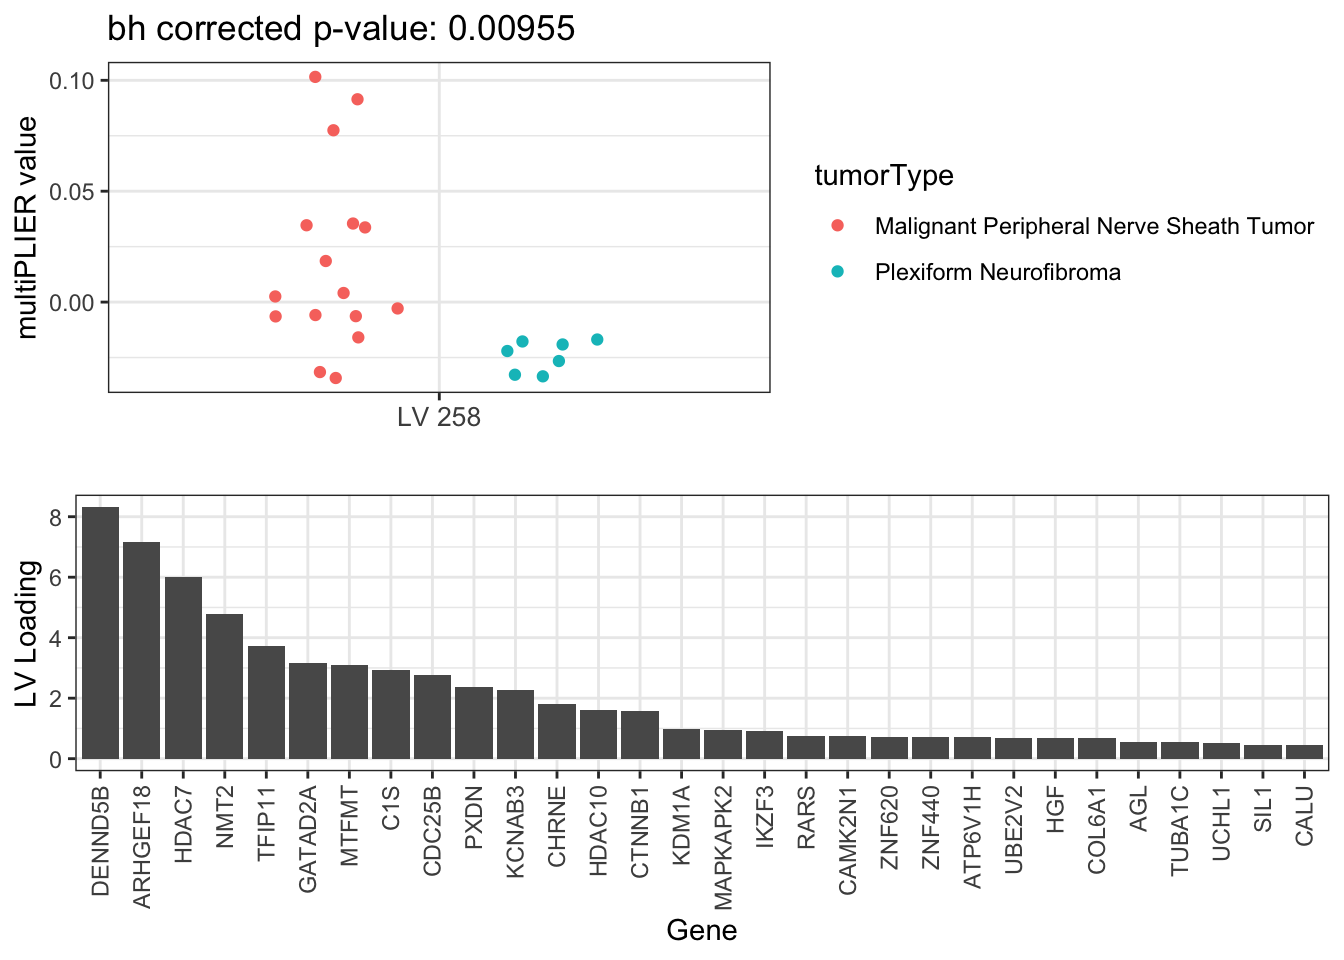 bh corrected p-value: 0.00955
multiPLIER value
0.10
0.05
0.00
LV 258
tumorType
Malignant Peripheral Nerve Sheath Tumor
Plexiform Neurofibroma
LV Loading
8
6
4
2
0
DENND5B
ARHGEF18
HDAC7
NMT2
TFIP11
GATAD2A
MTFMT
C1S
CDC25B
PXDN
KCNAB3
CHRNE
HDAC10
CTNNB1
KDM1A
MAPKAPK2
IKZF3
RARS
CAMK2N1
ZNF620
ZNF440
ATP6V1H
UBE2V2
HGF
COL6A1
AGL
TUBA1C
UCHL1
SIL1
CALU
Gene